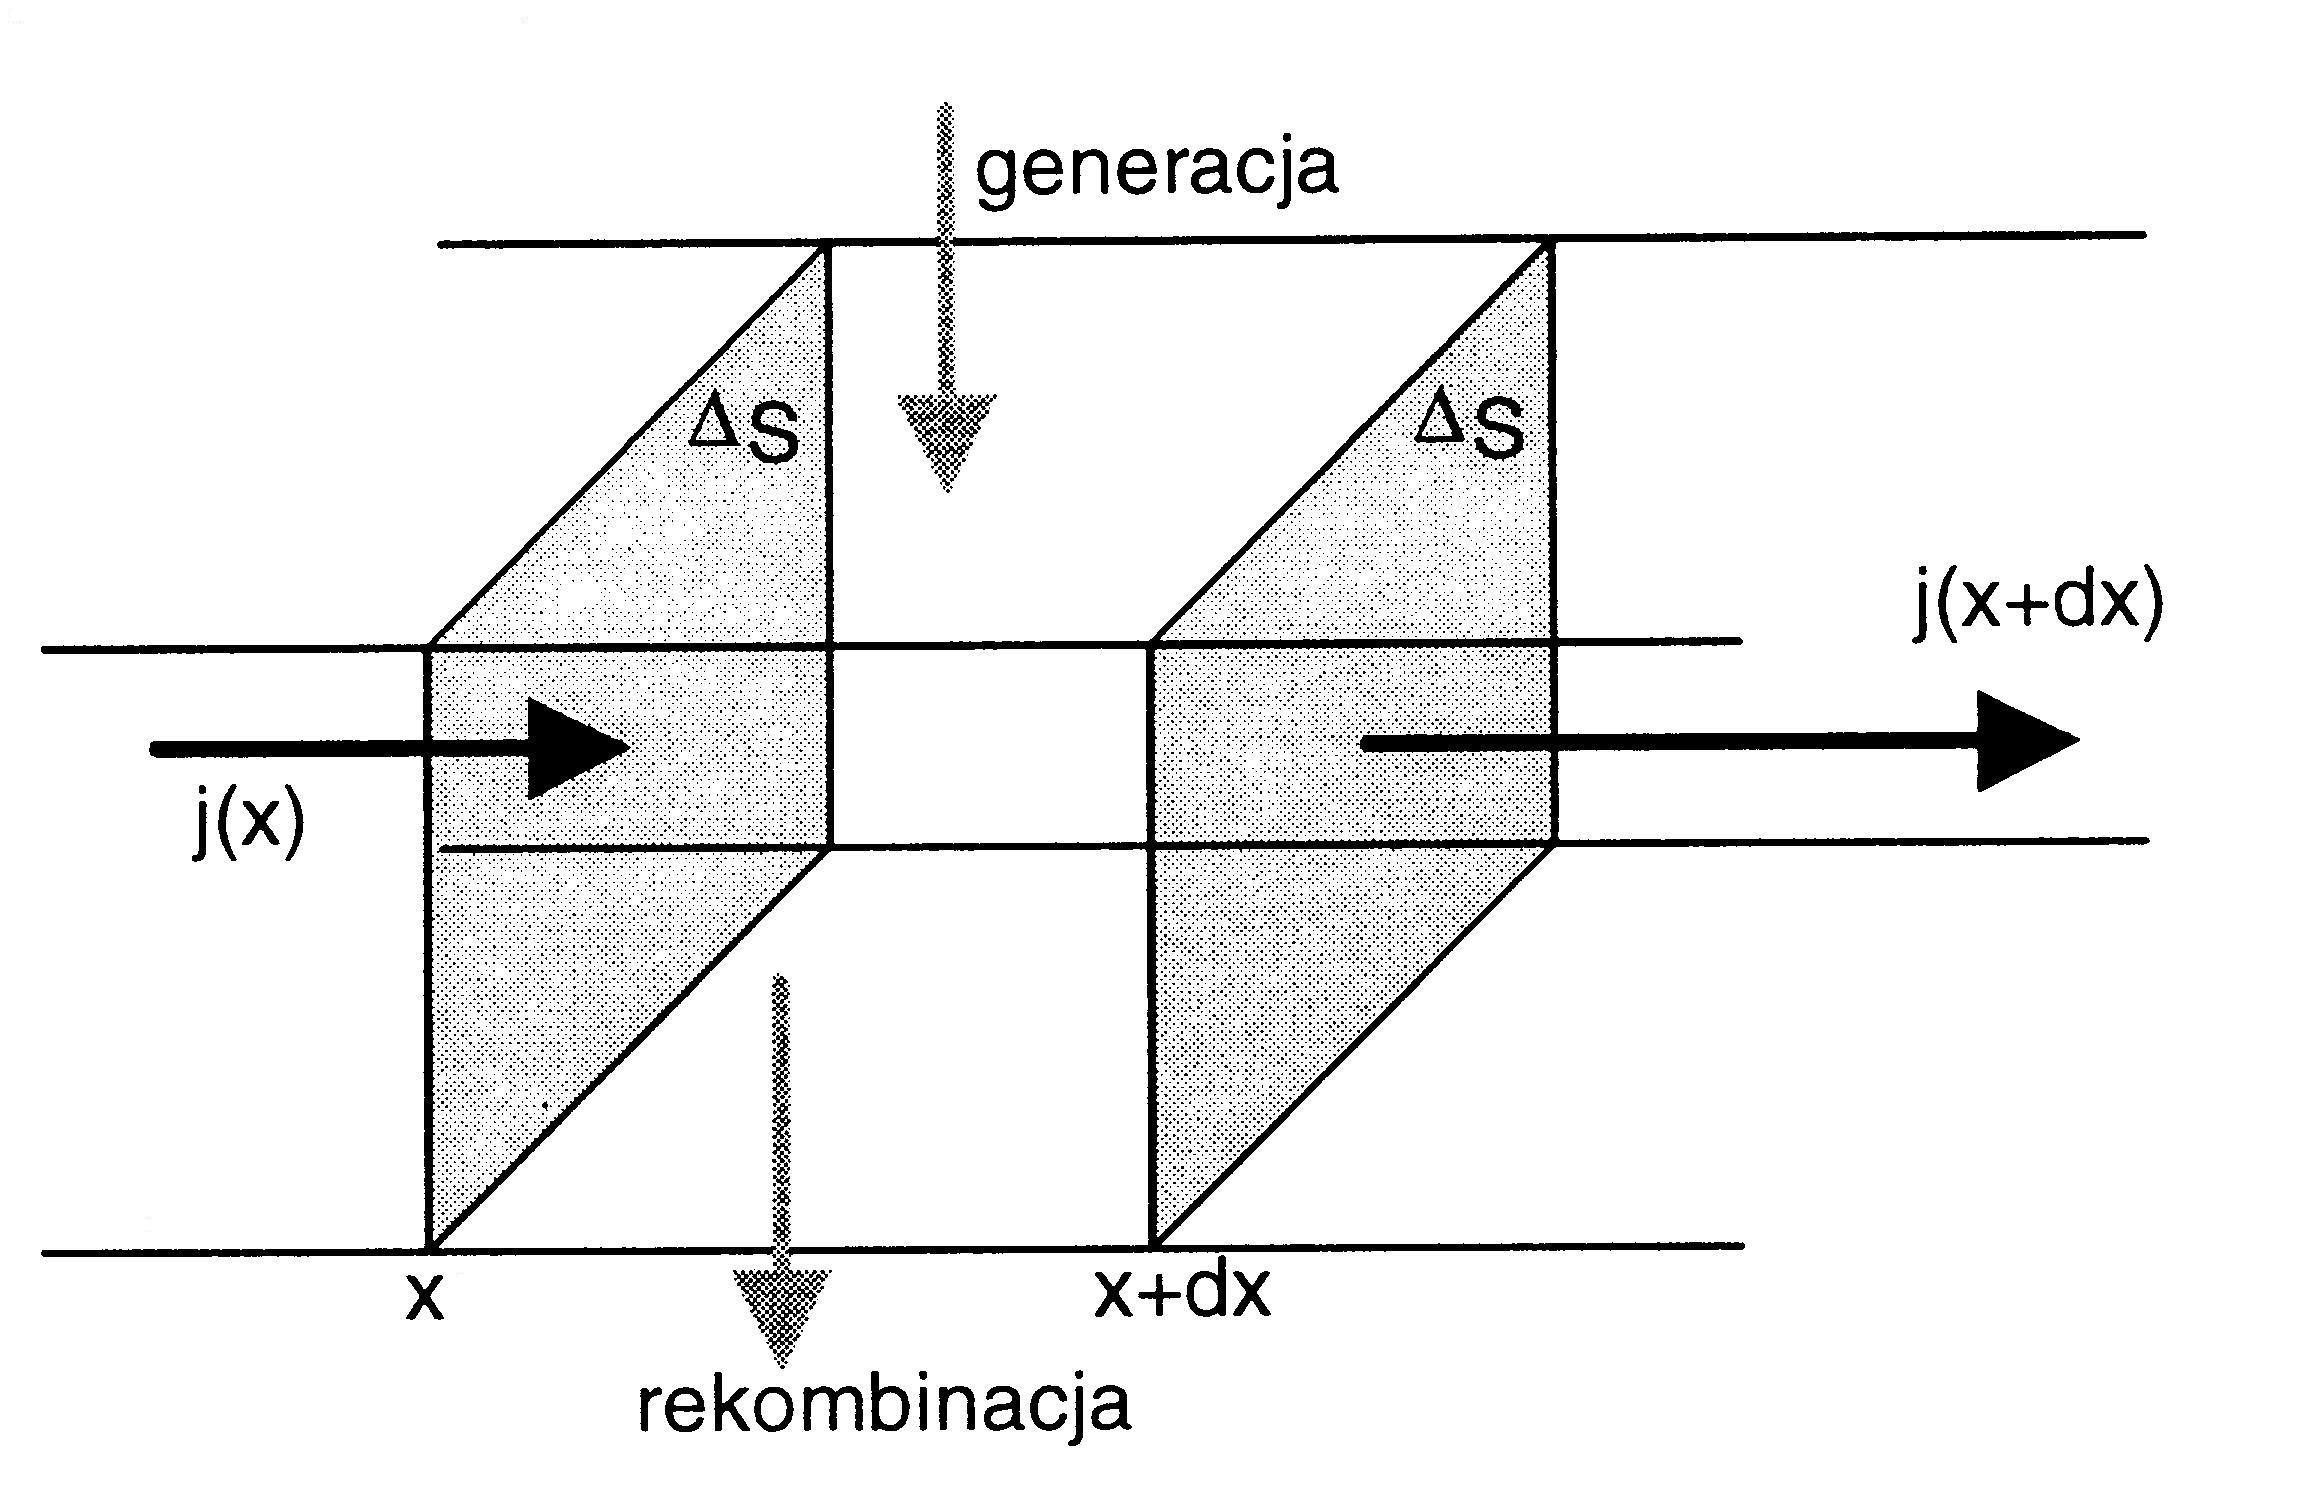 generacja
ΔS
ΔS
j(x+dx)
j(x)
x
x+dx
rekombinacja